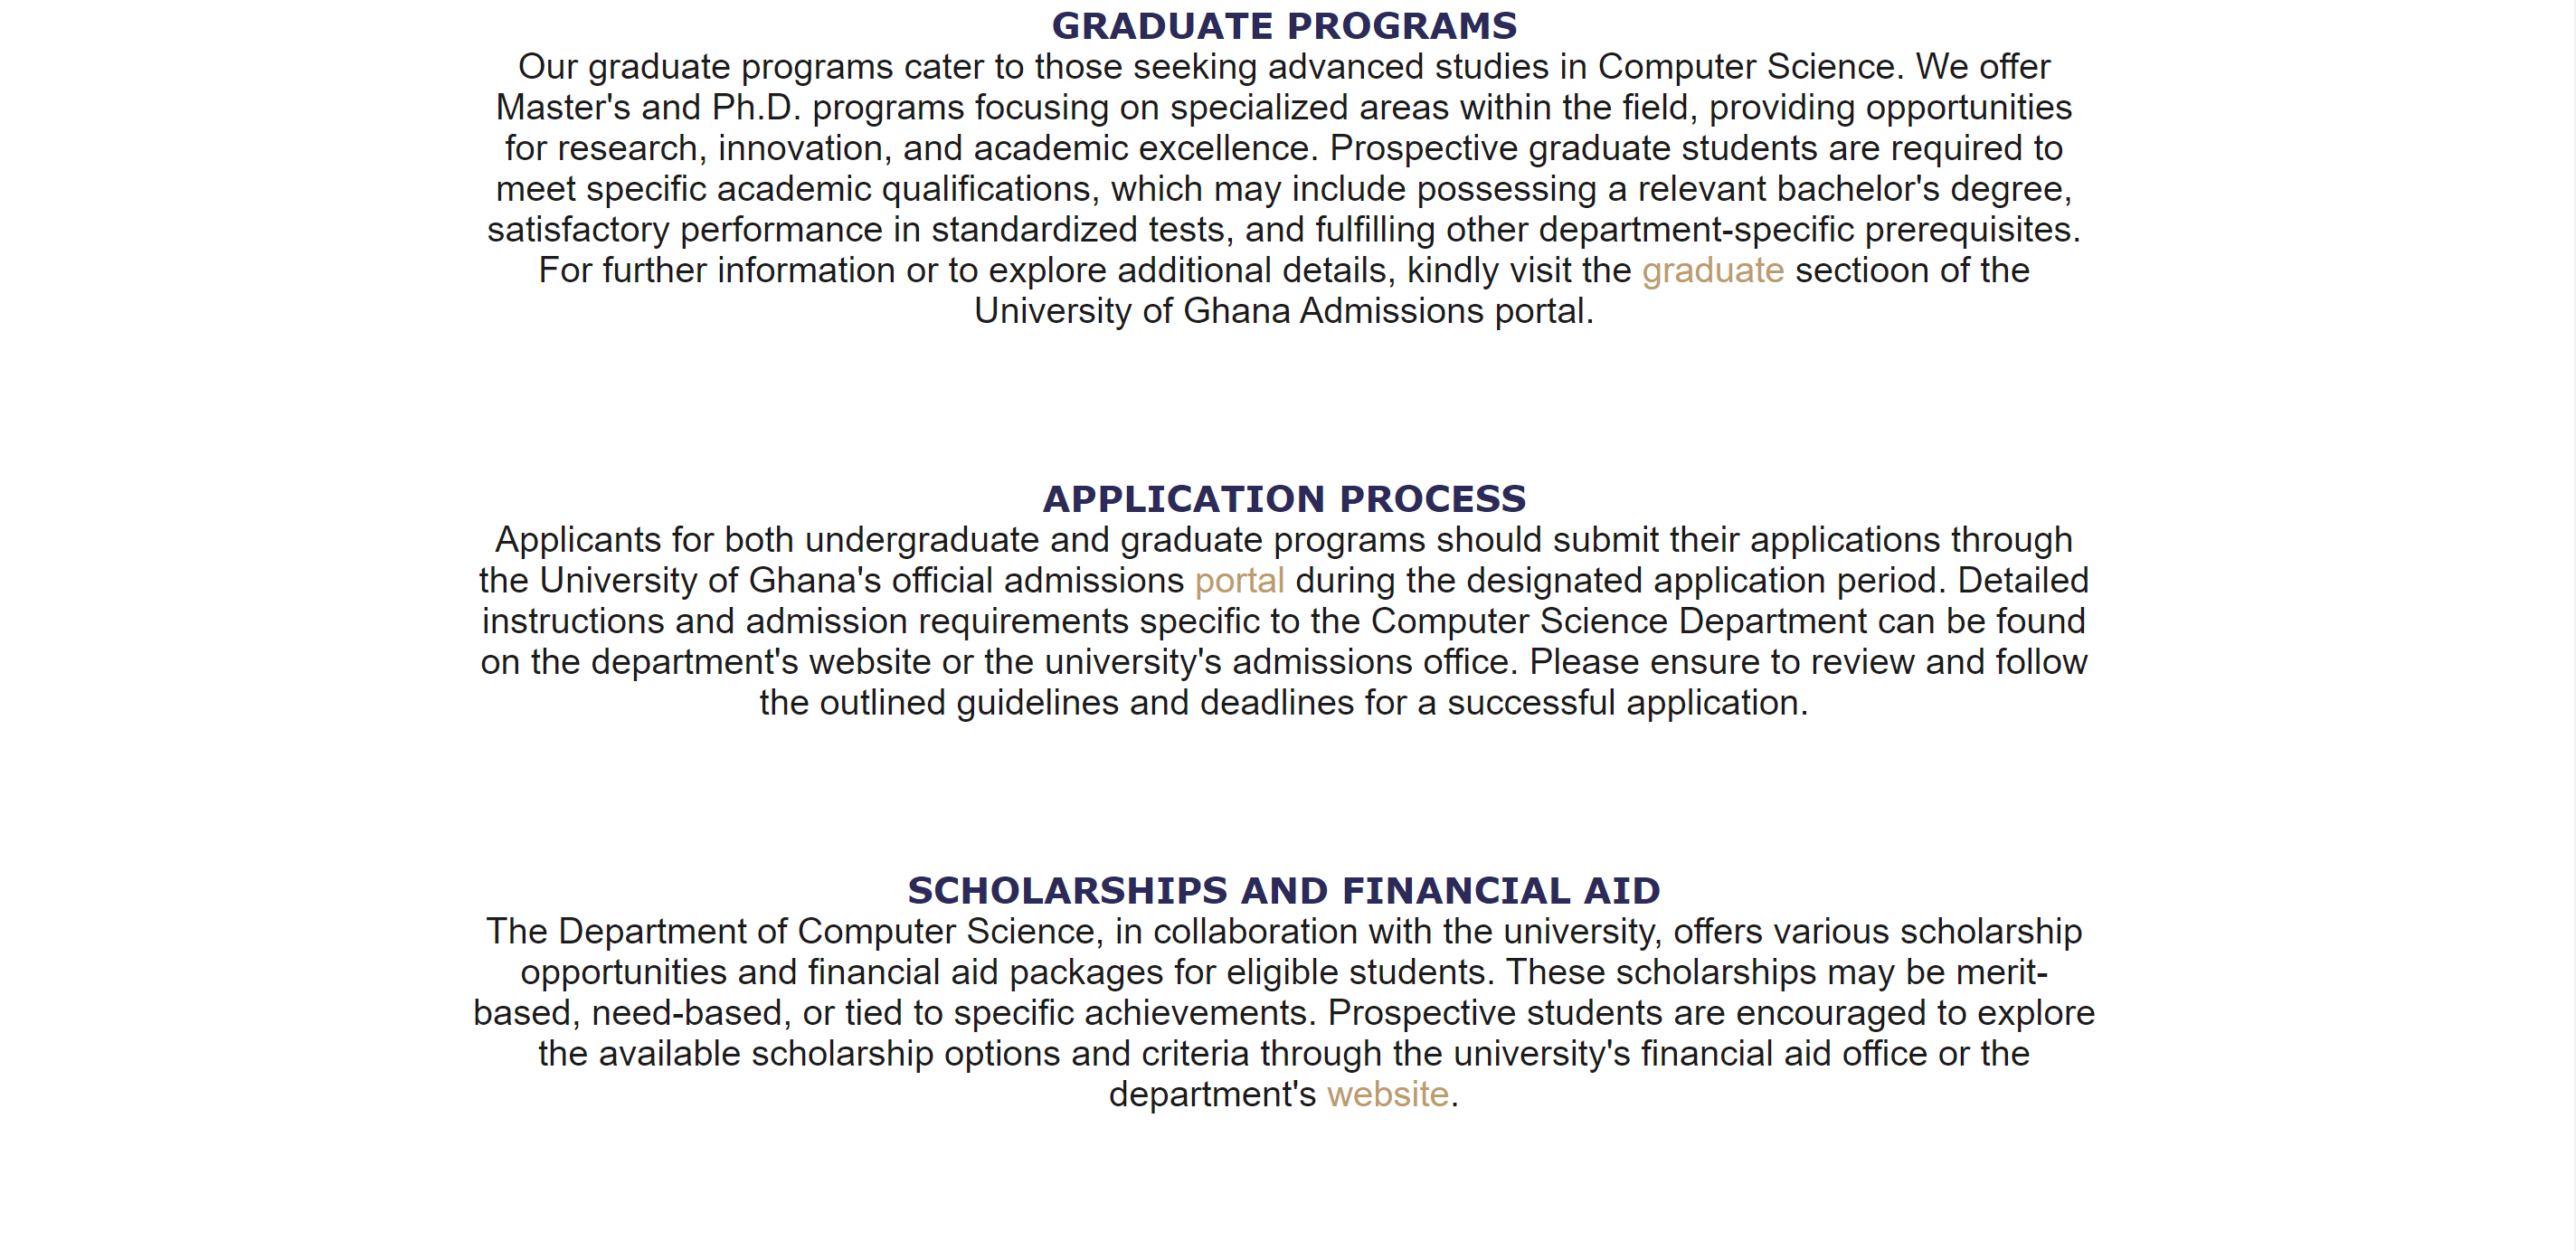 GRADUATE PROGRAMS
Our graduate programs cater to those seeking advanced studies in Computer Science. We offer
Master's and Ph.D. programs focusing on specialized areas within the field, providing opportunities
for research, innovation, and academic excellence. Prospective graduate students are required to
meet specific academic qualifications, which may include possessing a relevant bachelor's degree,
satisfactory performance in standardized tests, and fulfilling other department-specific prerequisites.
For further information or to explore additional details, kindly visit the graduate sectioon of the
University of Ghana Admissions portal.
APPLICATION PROCESS
Applicants for both undergraduate and graduate programs should submit their applications through
the University of Ghana's official admissions portal during the designated application period. Detailed
instructions and admission requirements specific to the Computer Science Department can be found
on the department's website or the university's admissions office. Please ensure to review and follow
the outlined guidelines and deadlines for a successful application.
SCHOLARSHIPS AND FINANCIAL AID
The Department of Computer Science, in collaboration with the university, offers various scholarship
opportunities and financial aid packages for eligible students. These scholarships may be merit-
based, need-based, or tied to specific achievements. Prospective students are encouraged to explore
the available scholarship options and criteria through the university's financial aid office or the
department's website.